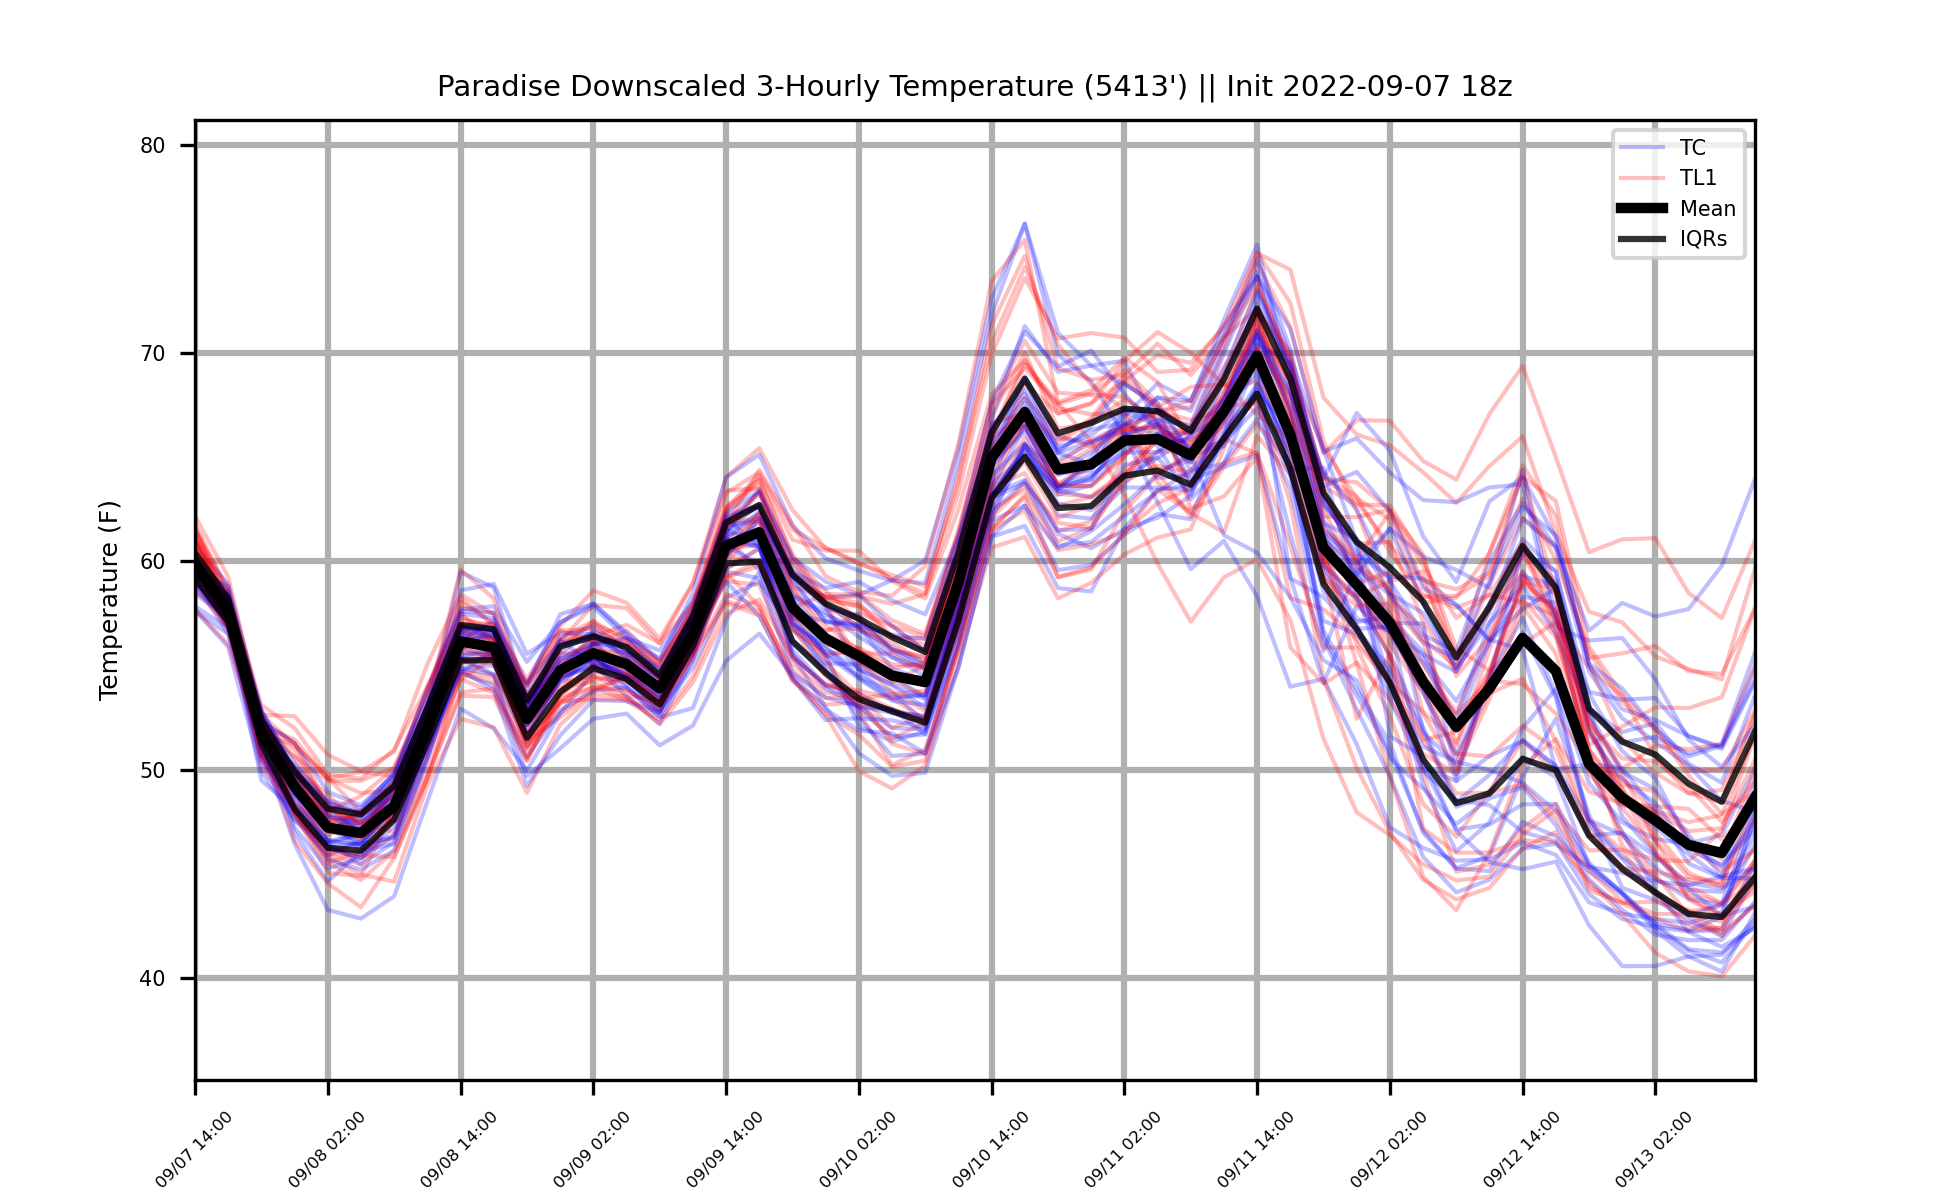 Paradise Downscaled 3-Hourly Temperature (5413') || Init 2022-09-07 18z
TC
TL1
Mean
IQRs
Temperature (F)
80
70
60
50
40
09/07 14:00
09/08 02:00
09/08 14:00
09/09 02:00
09/09 14:00
09/10 02:00
09/10 14:00
09/11 02:00
09/11 14:00
09/12 02:00
09/12 14:00
09/13 02:00